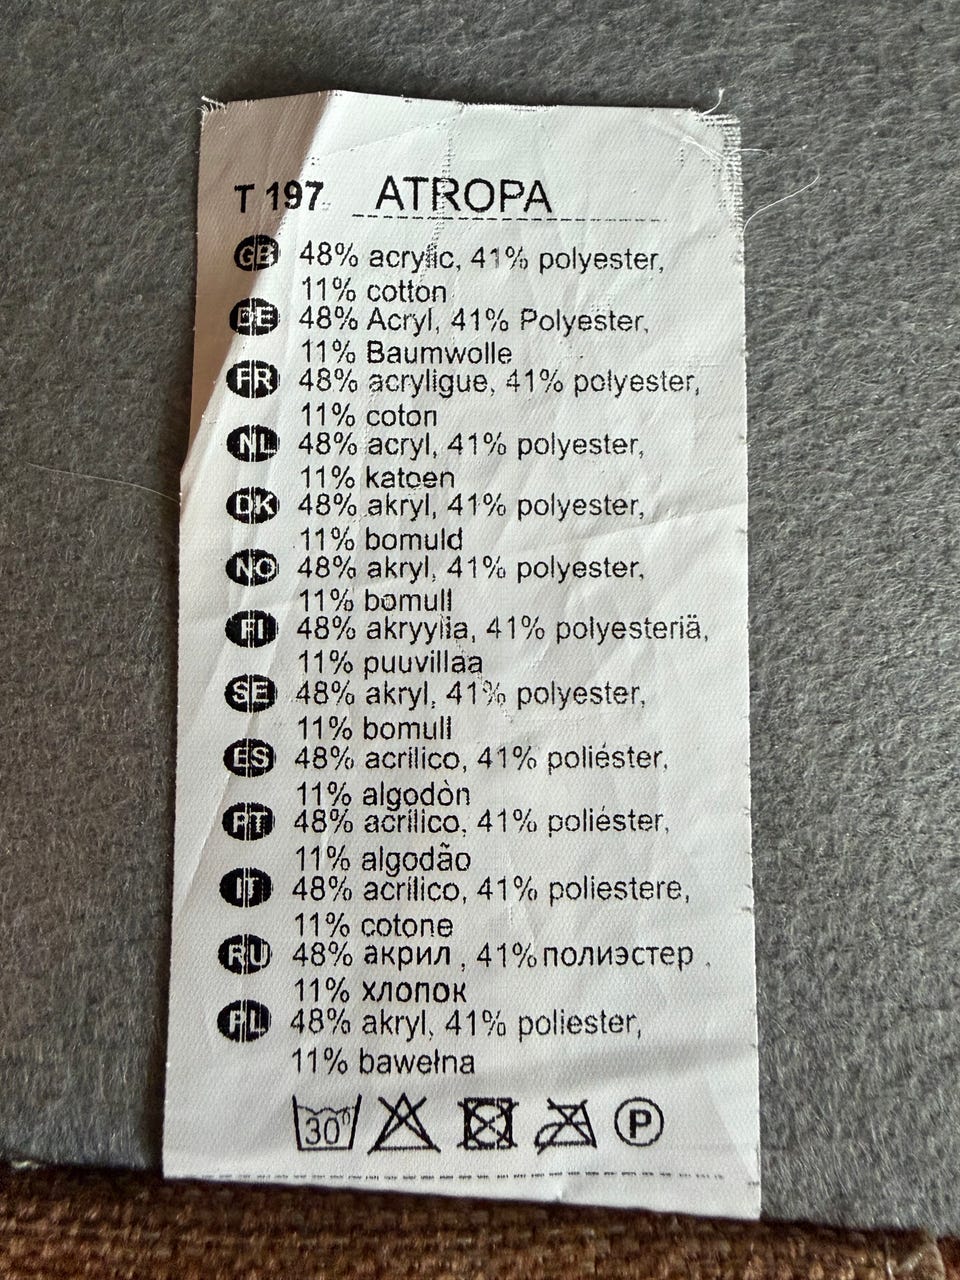 T 197 ATROPA
GB 48% acrylic, 41% polyester,
11% cotton
DE 48% Acryl, 41% Polyester,
11% Baumwolle
FR 48% acryligue, 41% polyester,
11% coton
NL 48% acryl, 41% polyester,
11% katoen
DK 48% akryl, 41% polyester,
11% bomuld
NO 48% akryl, 41% polyester,
11% bomull
FI 48% akryylia, 41% polyesteriä,
11% puuvillaa
SE 48% akryl, 41% polyester,
11% bomull
ES 48% acrílico, 41% poliéster,
11% algodòn
PT 48% acrílico, 41% poliéster,
11% algodão
IT 48% acrílico, 41% poliestere,
11% cotone
RU 48% акрил , 41% полиэстер ,
11% хлопок
PL 48% akryl, 41% poliester,
11% bawełna
30° P